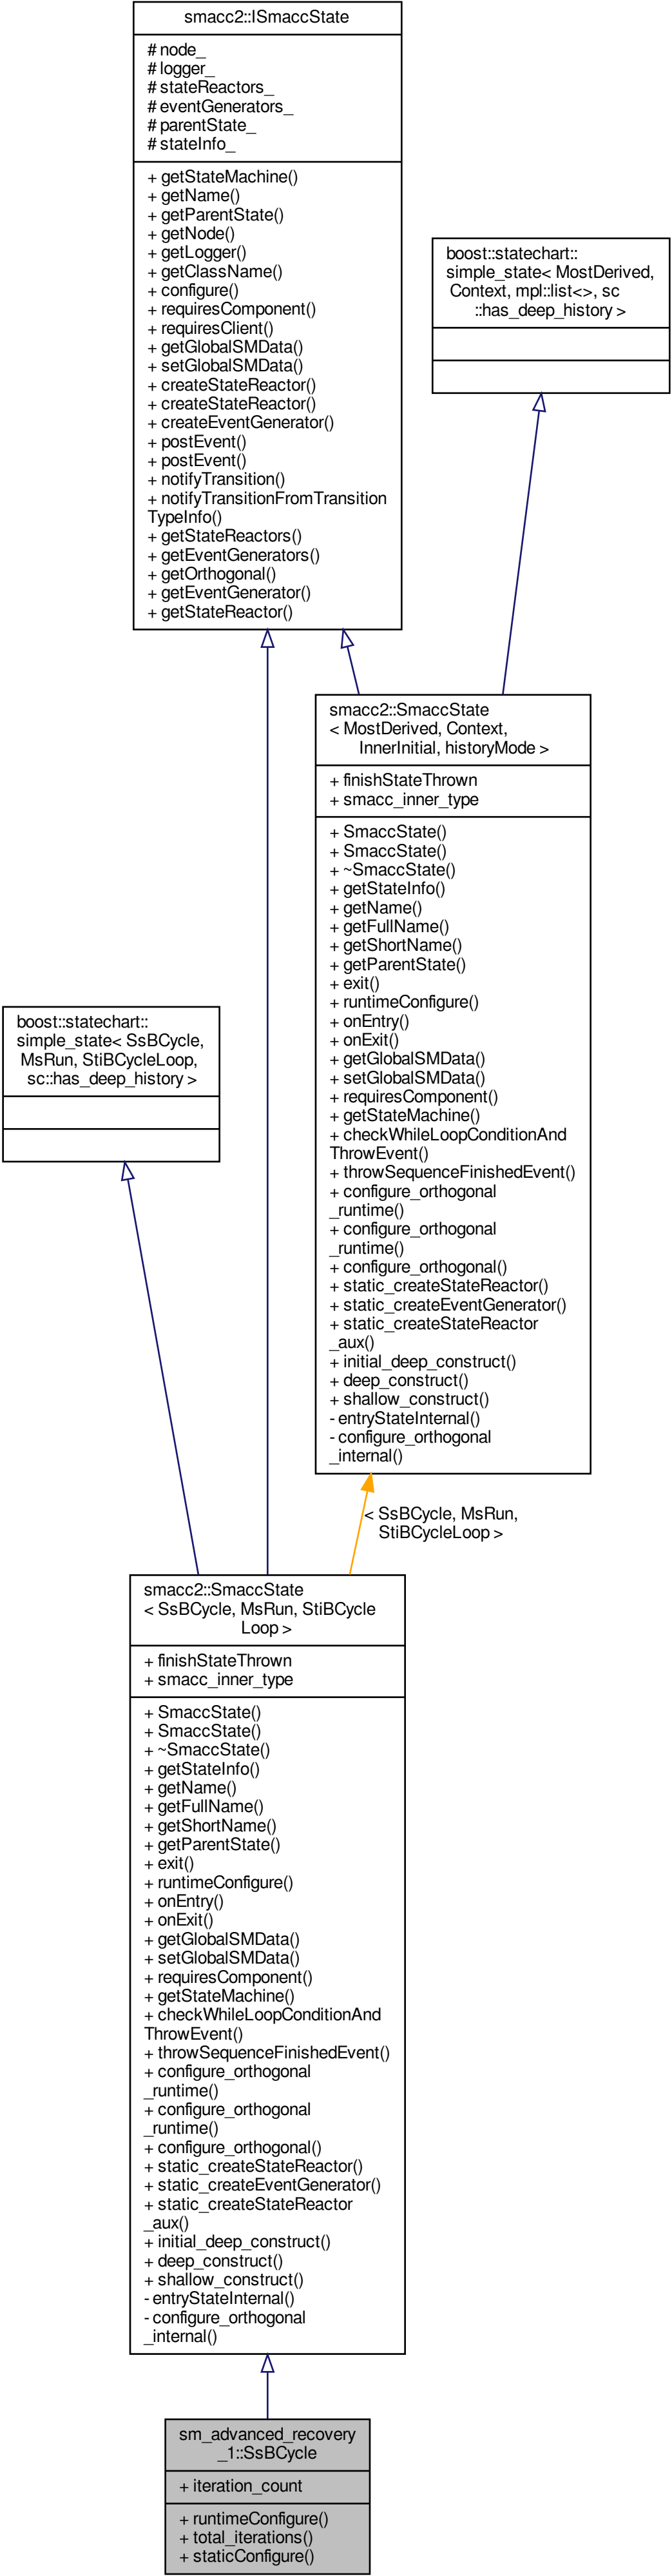 smacc2::ISmaccState
# node_
# logger_
# stateReactors_
# eventGenerators_
# parentState_
# stateInfo_
+ getStateMachine()
+ getName()
+ getParentState()
+ getNode()
+ getLogger()
+ getClassName()
+ configure()
+ requiresComponent()
+ requiresClient()
+ getGlobalSMData()
+ setGlobalSMData()
+ createStateReactor()
+ createStateReactor()
+ createEventGenerator()
+ postEvent()
+ postEvent()
+ notifyTransition()
+ notifyTransitionFromTransition
TypeInfo()
+ getStateReactors()
+ getEventGenerators()
+ getOrthogonal()
+ getEventGenerator()
+ getStateReactor()
boost::statechart::
simple_state< MostDerived,
Context, mpl::list<>, sc
::has_deep_history >
smacc2::SmaccState
< MostDerived, Context,
InnerInitial, historyMode >
+ finishStateThrown
+ smacc_inner_type
+ SmaccState()
+ SmaccState()
+ ~SmaccState()
+ getStateInfo()
+ getName()
+ getFullName()
+ getShortName()
+ getParentState()
+ exit()
+ runtimeConfigure()
+ onEntry()
+ onExit()
+ getGlobalSMData()
+ setGlobalSMData()
+ requiresComponent()
+ getStateMachine()
+ checkWhileLoopConditionAnd
ThrowEvent()
+ throwSequenceFinishedEvent()
+ configure_orthogonal
_runtime()
+ configure_orthogonal
_runtime()
+ configure_orthogonal()
+ static_createStateReactor()
+ static_createEventGenerator()
+ static_createStateReactor
_aux()
+ initial_deep_construct()
+ deep_construct()
+ shallow_construct()
- entryStateInternal()
- configure_orthogonal
_internal()
boost::statechart::
simple_state< SsBCycle,
MsRun, StiBCycleLoop,
sc::has_deep_history >
< SsBCycle, MsRun,
StiBCycleLoop >
smacc2::SmaccState
< SsBCycle, MsRun, StiBCycle
Loop >
+ finishStateThrown
+ smacc_inner_type
+ SmaccState()
+ SmaccState()
+ ~SmaccState()
+ getStateInfo()
+ getName()
+ getFullName()
+ getShortName()
+ getParentState()
+ exit()
+ runtimeConfigure()
+ onEntry()
+ onExit()
+ getGlobalSMData()
+ setGlobalSMData()
+ requiresComponent()
+ getStateMachine()
+ checkWhileLoopConditionAnd
ThrowEvent()
+ throwSequenceFinishedEvent()
+ configure_orthogonal
_runtime()
+ configure_orthogonal
_runtime()
+ configure_orthogonal()
+ static_createStateReactor()
+ static_createEventGenerator()
+ static_createStateReactor
_aux()
+ initial_deep_construct()
+ deep_construct()
+ shallow_construct()
- entryStateInternal()
- configure_orthogonal
_internal()
sm_advanced_recovery
_1::SsBCycle
+ iteration_count
+ runtimeConfigure()
+ total_iterations()
+ staticConfigure()